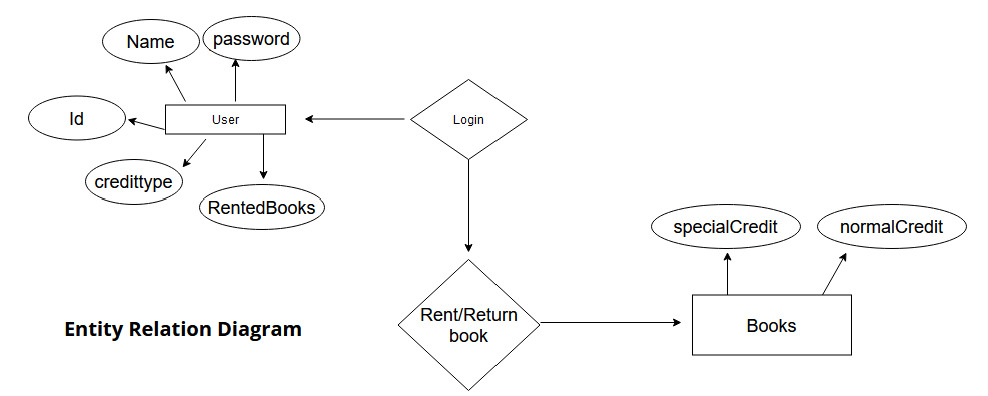 Name
password
Id
User
Login
credittype
RentedBooks
specialCredit
normalCredit
Rent/Return
book
Books
Entity Relation Diagram